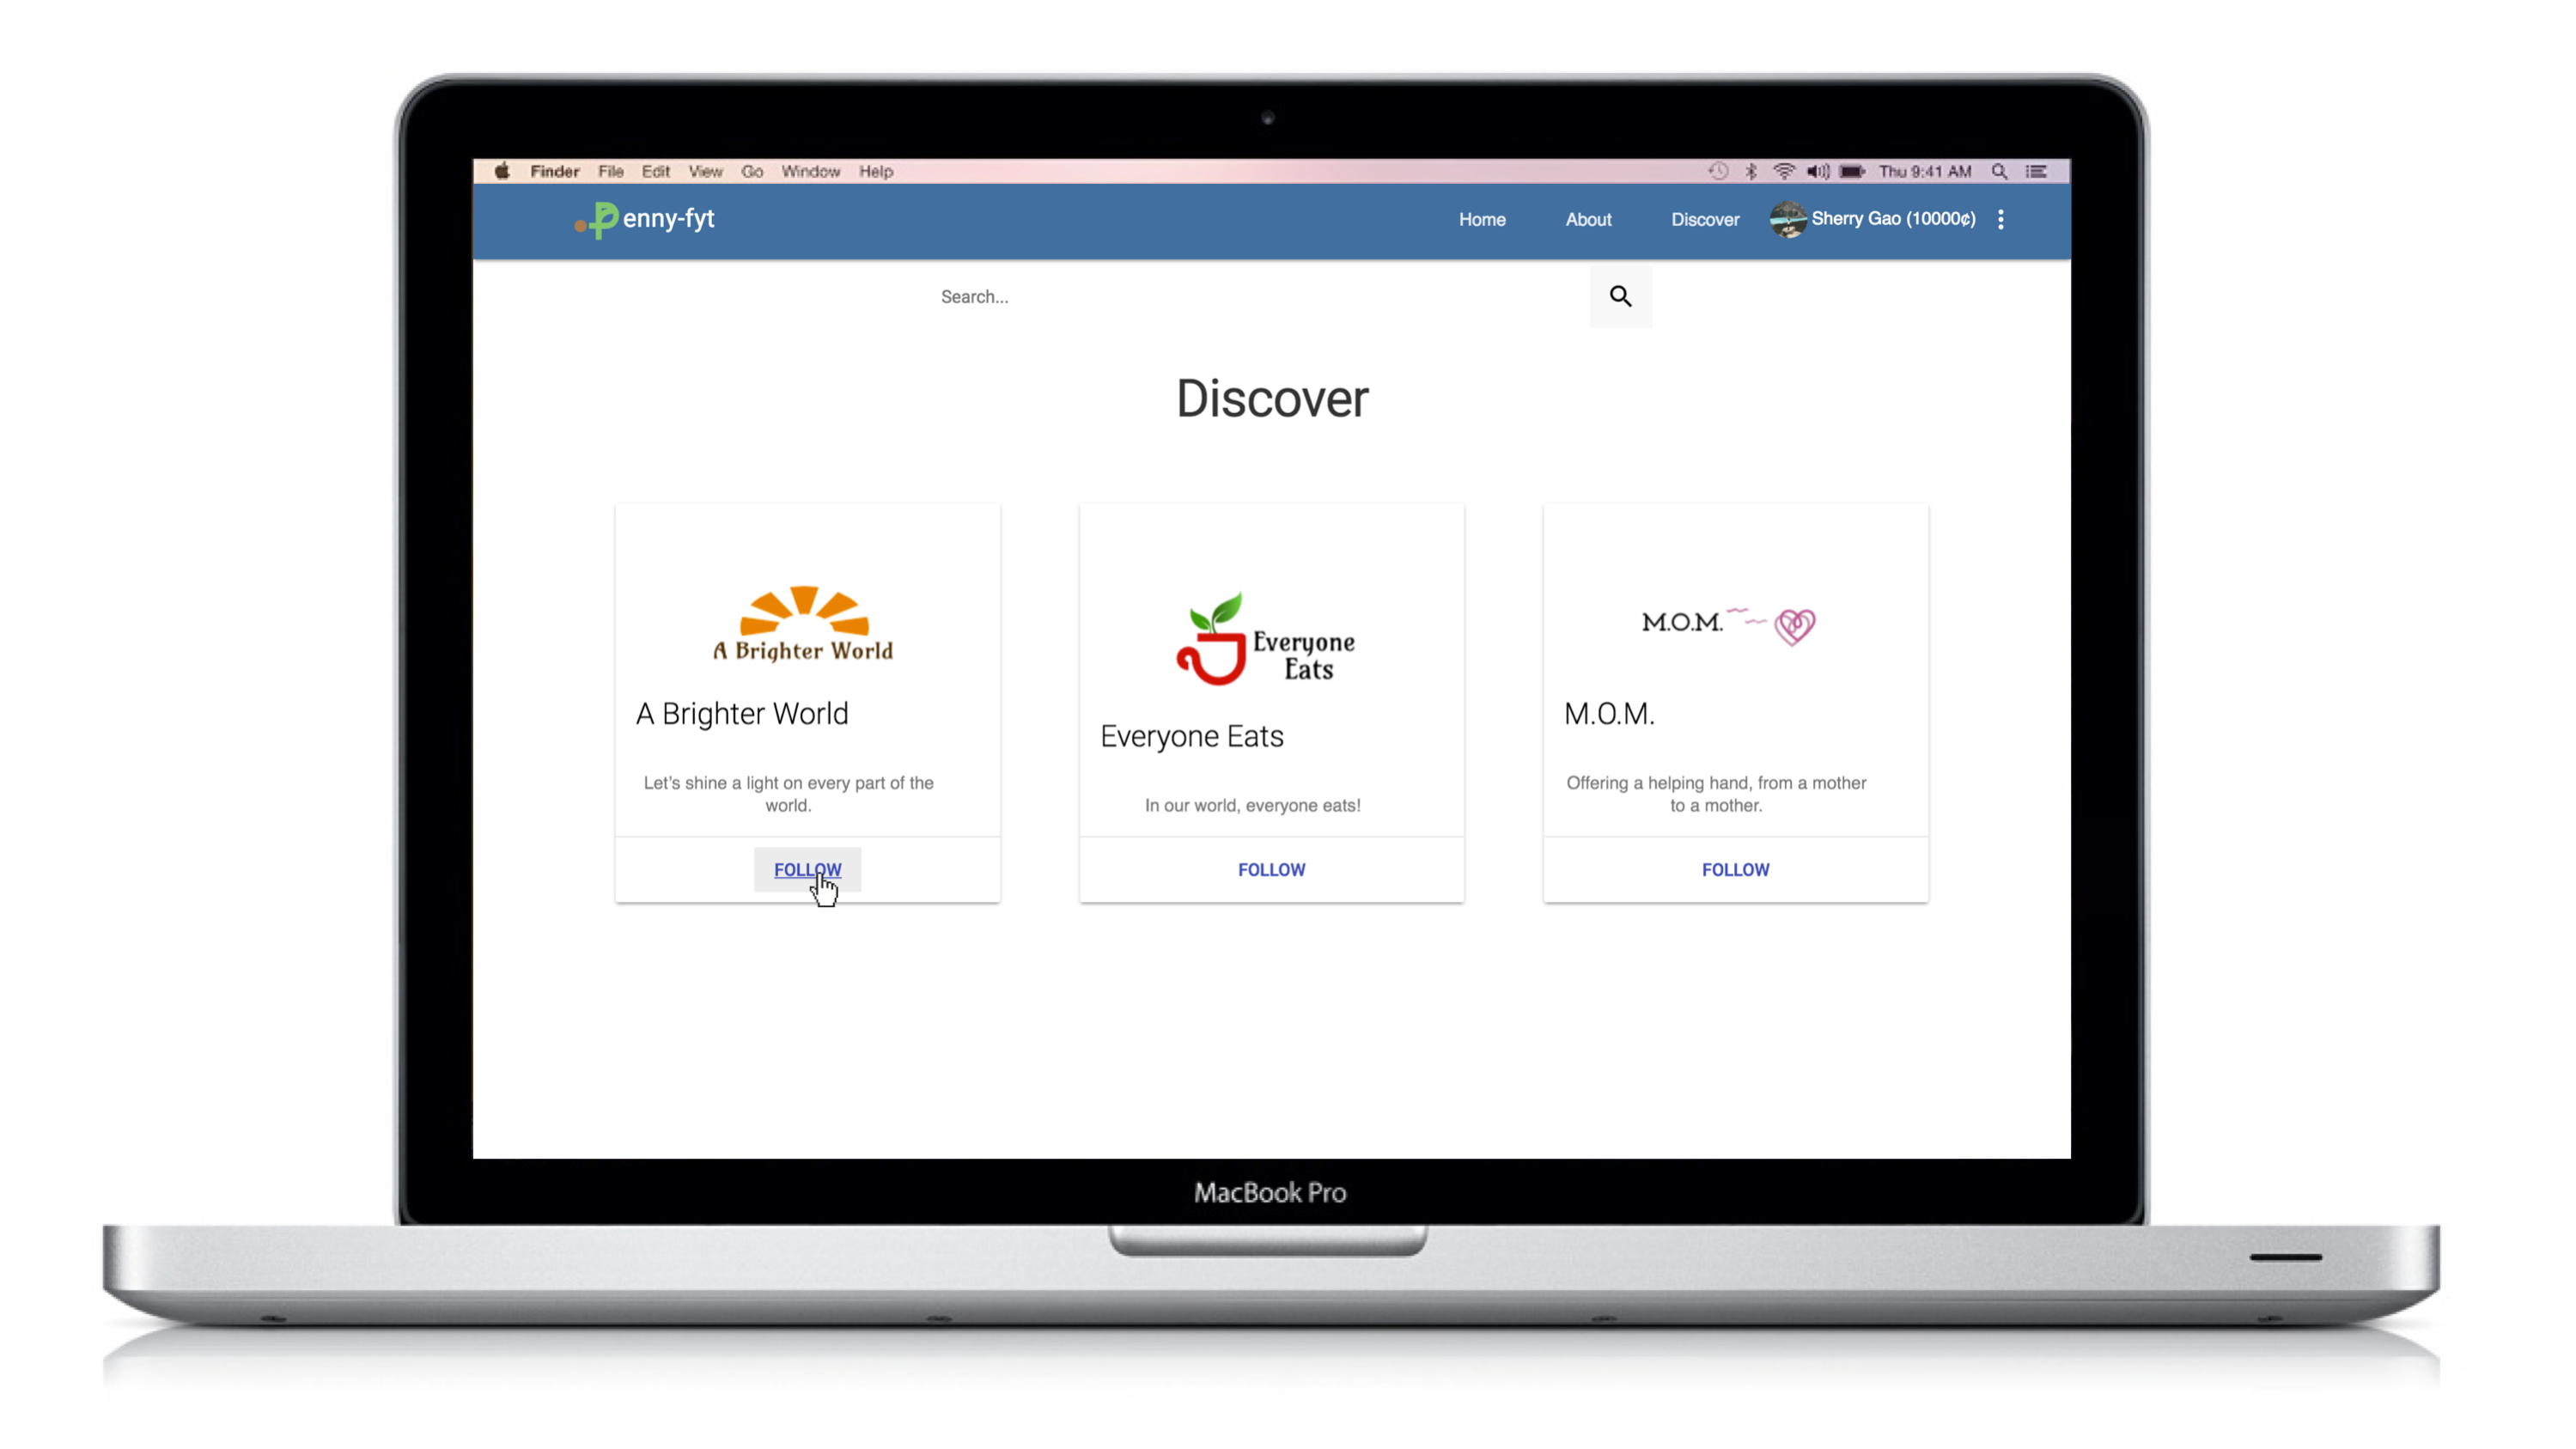 Finder File Edit View Go Window Help Thu 9:41 AM
Penny-fyt Home About Discover Sherry Gao (10000¢)
Search...
Discover
A Brighter World
Everyone
Eats
M.O.M.
A Brighter World
Everyone Eats
M.O.M.
Let's shine a light on every part of the
world.
In our world, everyone eats!
Offering a helping hand, from a mother
to a mother.
FOLLOW
FOLLOW
FOLLOW
MacBook Pro